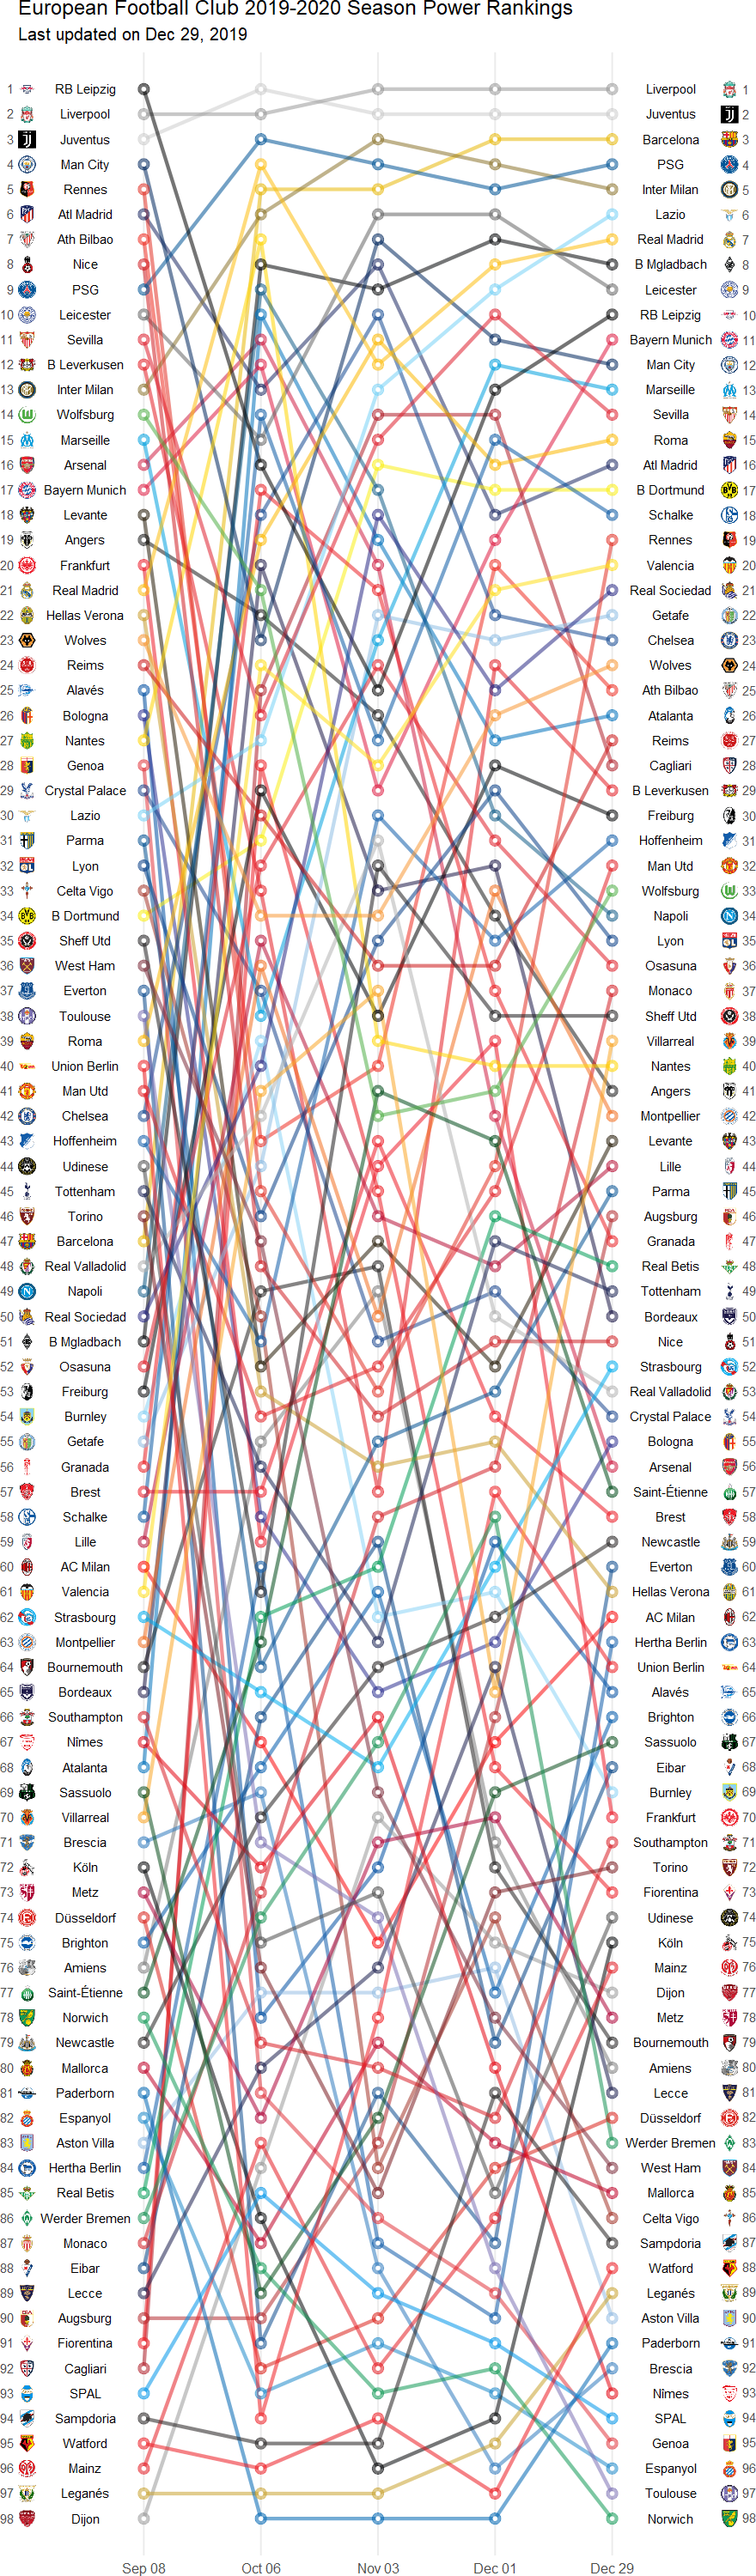 European Football Club 2019-2020 Season Power Rankings
Last updated on Dec 29, 2019
1 RB Leipzig Liverpool 1
2 Liverpool Juventus 2
3 Juventus Barcelona 3
4 Man City PSG 4
5 Rennes Inter Milan 5
6 Atl Madrid Lazio 6
7 Ath Bilbao Real Madrid 7
8 Nice B Mgladbach 8
9 PSG Leicester 9
10 Leicester RB Leipzig 10
11 Sevilla Bayern Munich 11
12 B Leverkusen Man City 12
13 Inter Milan Marseille 13
14 Wolfsburg Sevilla 14
15 Marseille Roma 15
16 Arsenal Atl Madrid 16
17 Bayern Munich B Dortmund 17
18 Levante Schalke 18
19 Angers Rennes 19
20 Frankfurt Valencia 20
21 Real Madrid Real Sociedad 21
22 Hellas Verona Getafe 22
23 Wolves Chelsea 23
24 Reims Wolves 24
25 Alavés Ath Bilbao 25
26 Bologna Atalanta 26
27 Nantes Reims 27
28 Genoa Cagliari 28
29 Crystal Palace B Leverkusen 29
30 Lazio Freiburg 30
31 Parma Hoffenheim 31
32 Lyon Man Utd 32
33 Celta Vigo Wolfsburg 33
34 B Dortmund Napoli 34
35 Sheff Utd Lyon 35
36 West Ham Osasuna 36
37 Everton Monaco 37
38 Toulouse Sheff Utd 38
39 Roma Villarreal 39
40 Union Berlin Nantes 40
41 Man Utd Angers 41
42 Chelsea Montpellier 42
43 Hoffenheim Levante 43
44 Udinese Lille 44
45 Tottenham Parma 45
46 Torino Augsburg 46
47 Barcelona Granada 47
48 Real Valladolid Real Betis 48
49 Napoli Tottenham 49
50 Real Sociedad Bordeaux 50
51 B Mgladbach Nice 51
52 Osasuna Strasbourg 52
53 Freiburg Real Valladolid 53
54 Burnley Crystal Palace 54
55 Getafe Bologna 55
56 Granada Arsenal 56
57 Brest Saint-Étienne 57
58 Schalke Brest 58
59 Lille Newcastle 59
60 AC Milan Everton 60
61 Valencia Hellas Verona 61
62 Strasbourg AC Milan 62
63 Montpellier Hertha Berlin 63
64 Bournemouth Union Berlin 64
65 Bordeaux Alavés 65
66 Southampton Brighton 66
67 Nîmes Sassuolo 67
68 Atalanta Eibar 68
69 Sassuolo Burnley 69
70 Villarreal Frankfurt 70
71 Brescia Southampton 71
72 Köln Torino 72
73 Metz Fiorentina 73
74 Düsseldorf Udinese 74
75 Brighton Köln 75
76 Amiens Mainz 76
77 Saint-Étienne Dijon 77
78 Norwich Metz 78
79 Newcastle Bournemouth 79
80 Mallorca Amiens 80
81 Paderborn Lecce 81
82 Espanyol Düsseldorf 82
83 Aston Villa Werder Bremen 83
84 Hertha Berlin West Ham 84
85 Real Betis Mallorca 85
86 Werder Bremen Celta Vigo 86
87 Monaco Sampdoria 87
88 Eibar Watford 88
89 Lecce Leganés 89
90 Augsburg Aston Villa 90
91 Fiorentina Paderborn 91
92 Cagliari Brescia 92
93 SPAL Nîmes 93
94 Sampdoria SPAL 94
95 Watford Genoa 95
96 Mainz Espanyol 96
97 Leganés Toulouse 97
98 Dijon Norwich 98
Sep 08 Oct 06 Nov 03 Dec 01 Dec 29